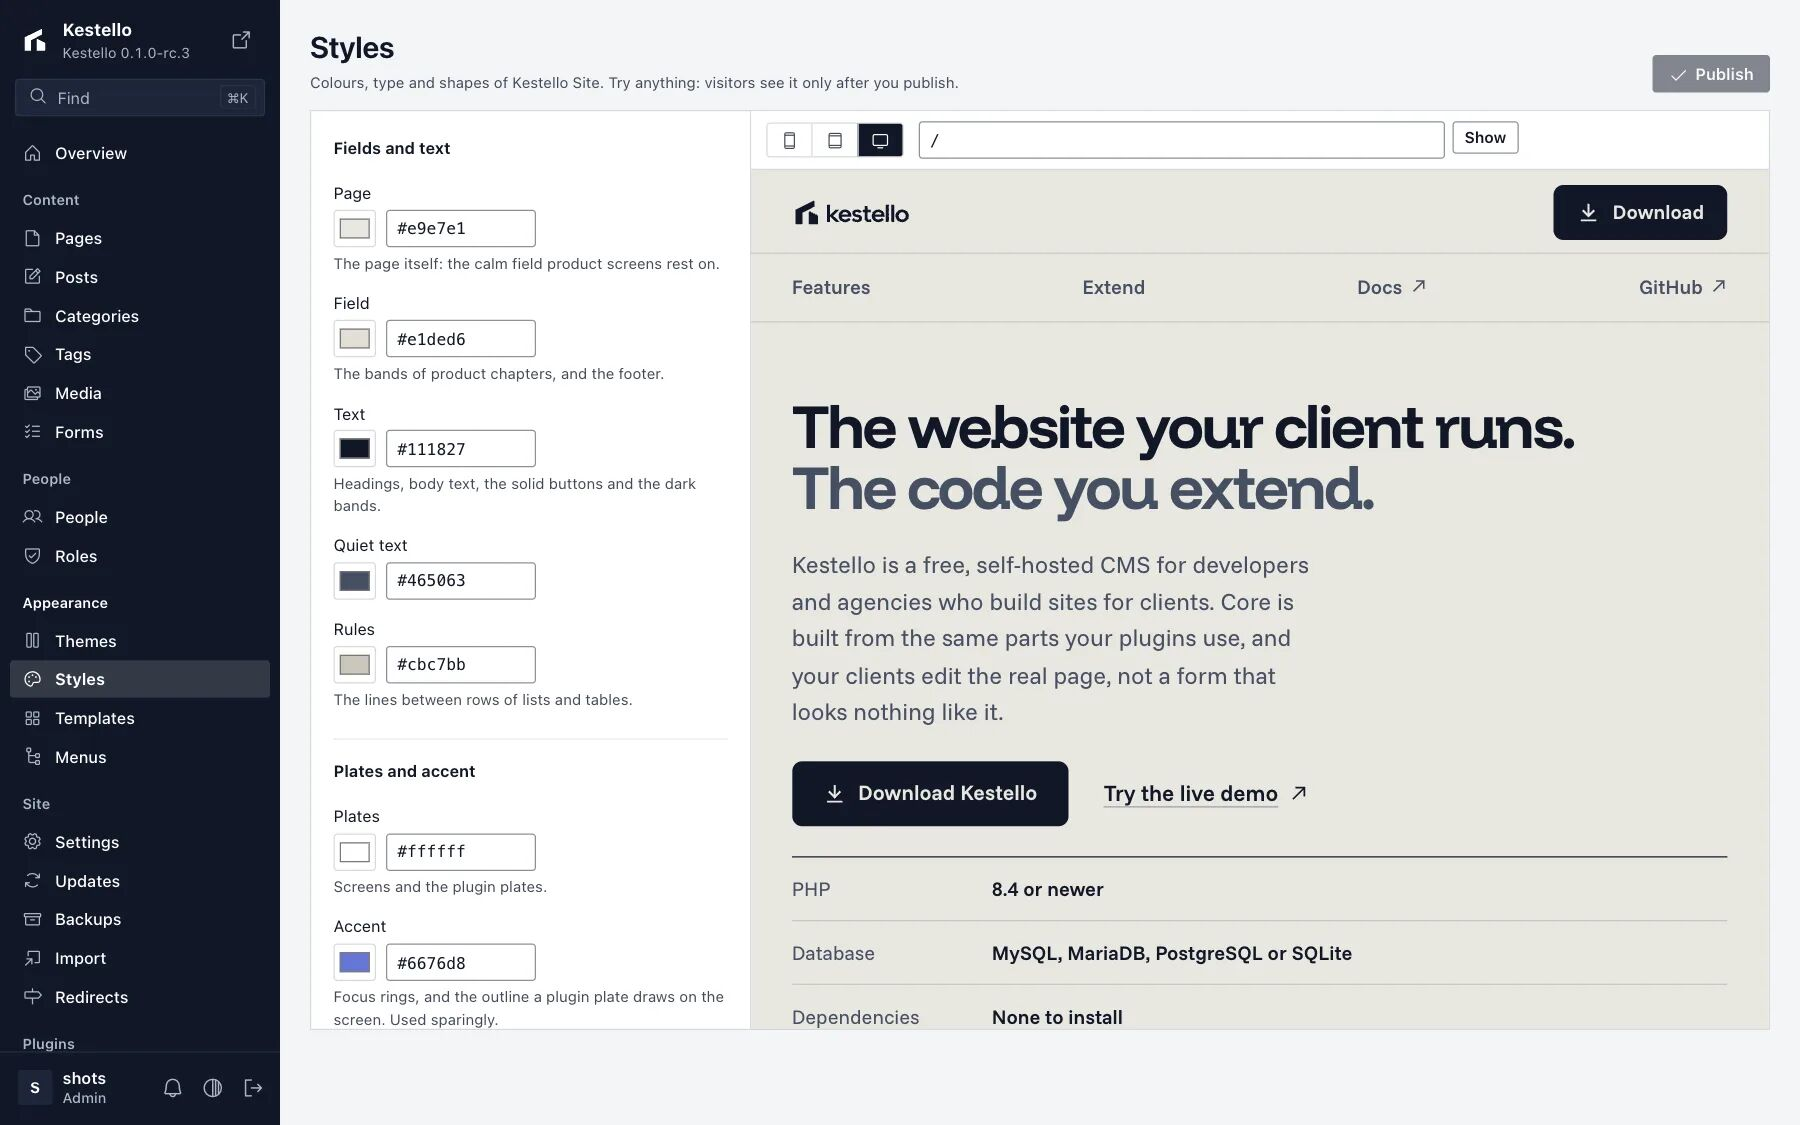 Kestello
Kestello 0.1.0-rc.3
Find ⌘K
Overview
Content
Pages
Posts
Categories
Tags
Media
Forms
People
People
Roles
Appearance
Themes
Styles
Templates
Menus
Site
Settings
Updates
Backups
Import
Redirects
Plugins
S
shots
Admin
Styles
Colours, type and shapes of Kestello Site. Try anything: visitors see it only after you publish.
Publish
Fields and text
Page
#e9e7e1
The page itself: the calm field product screens rest on.
Field
#e1ded6
The bands of product chapters, and the footer.
Text
#111827
Headings, body text, the solid buttons and the dark
bands.
Quiet text
#465063
Rules
#cbc7bb
The lines between rows of lists and tables.
Plates and accent
Plates
#ffffff
Screens and the plugin plates.
Accent
#6676d8
Focus rings, and the outline a plugin plate draws on the
screen. Used sparingly.
/
Show
kestello
Download
Features Extend Docs GitHub
The website your client runs.
The code you extend.
Kestello is a free, self-hosted CMS for developers
and agencies who build sites for clients. Core is
built from the same parts your plugins use, and
your clients edit the real page, not a form that
looks nothing like it.
Download Kestello Try the live demo
PHP 8.4 or newer
Database MySQL, MariaDB, PostgreSQL or SQLite
Dependencies None to install